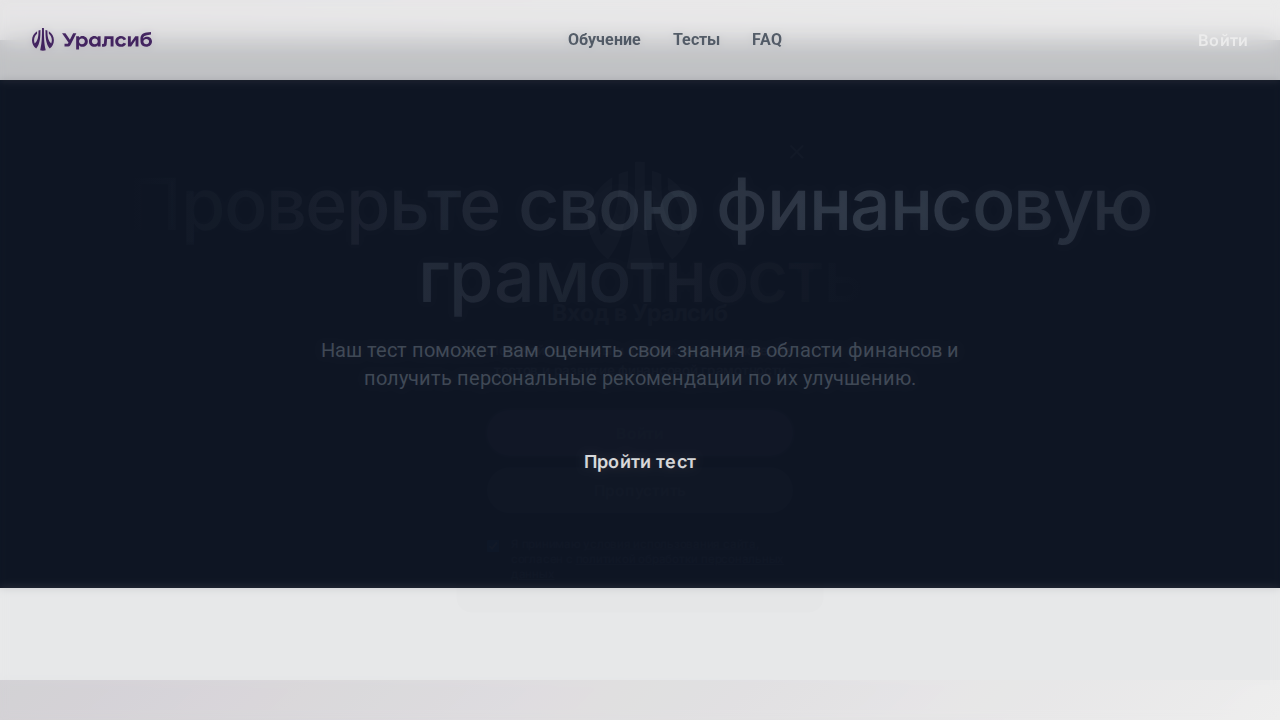 Уралсиб
Обучение
Тесты
FAQ
Войти
Проверьте свою финансовую
грамотность
Вход в Уралсиб
Наш тест поможет вам оценить свои знания в области финансов и
получить персональные рекомендации по их улучшению.
Пройти тест